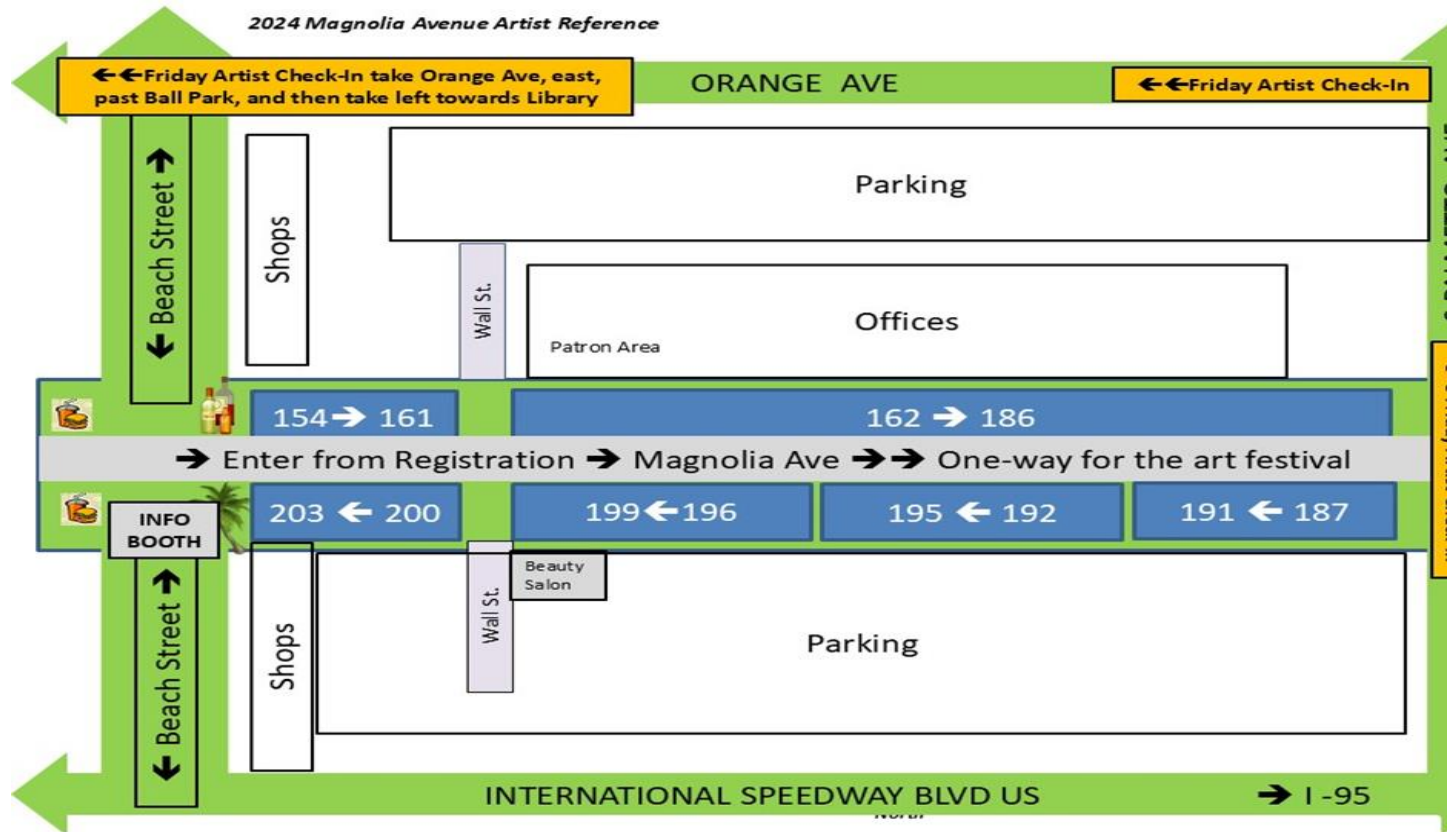 2024 Magnolia Avenue Artist Reference
←←Friday Artist Check-In take Orange Ave, east,
past Ball Park, and then take left towards Library
ORANGE AVE
←←Friday Artist Check-In
← Beach Street →
Shops
Parking
Wall St.
Offices
Patron Area
154→ 161
162 → 186
→ Enter from Registration → Magnolia Ave →→ One-way for the art festival
INFO
BOOTH
203 ← 200
199←196
195 ← 192
191 ← 187
← Beach Street →
Shops
Wall St.
Beauty
Salon
Parking
INTERNATIONAL SPEEDWAY BLVD US
→ I -95